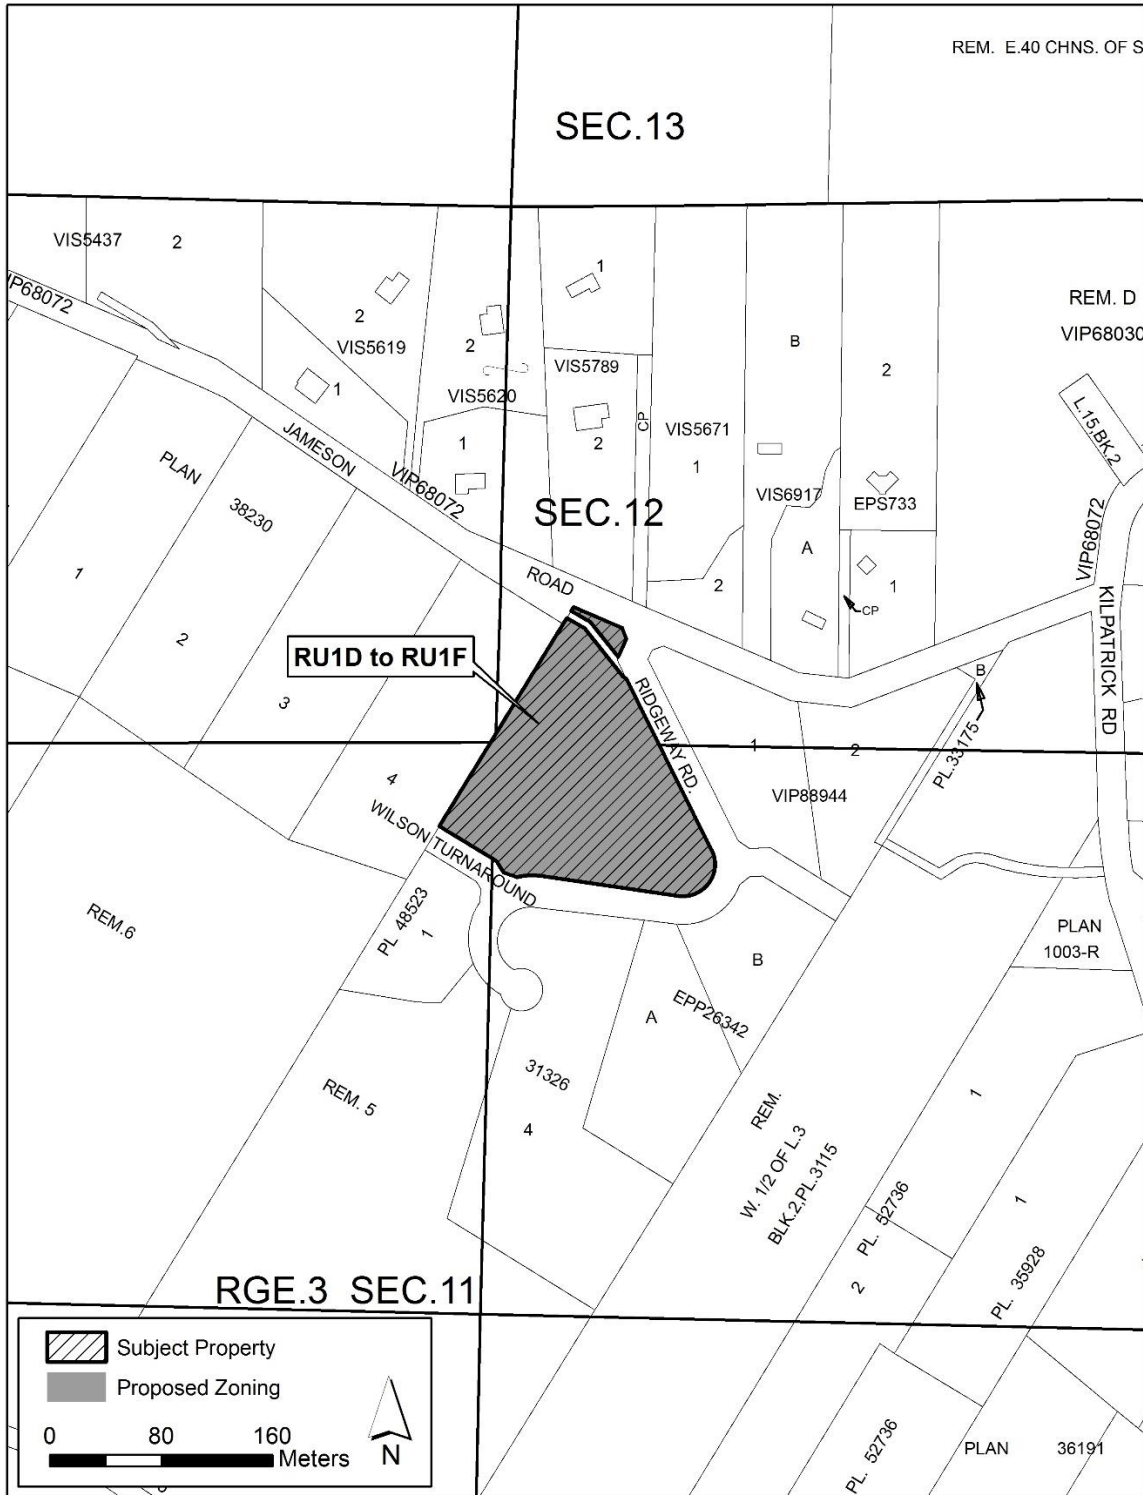 REM. E.40 CHNS. OF S
SEC.13
VIS5437
2
1
IP68072
REM. D
VIP68030
2
VIS5619
2
B
2
1
VIS5620
VIS5789
L.15,BK.2
JAMESON
1
2
CP
VIS5671
1
PLAN
38230
VIP68072
SEC.12
VIS6917
EPS733
VIP68072
A
1
ROAD
2
1
CP
KILPATRICK RD
2
RU1D to RU1F
3
RIDGEWAY RD.
B
PL.33175
1
2
4
VIP88944
WILSON TURNAROUND
REM.6
PL 48523
1
PLAN
1003-R
B
EPP26342
A
31326
REM. 5
4
REM.
W. 1/2 OF L.3
BLK.2,PL.3115
1
1
PL. 52736
2
PL. 35928
RGE.3 SEC.11
Subject Property
Proposed Zoning
0 80 160
Meters
N
PL. 52736
PLAN 36191